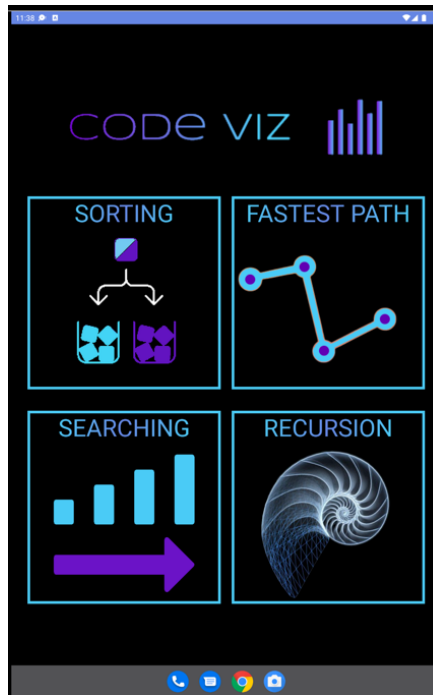 11:38
CODE VIZ
SORTING
FASTEST PATH
SEARCHING
RECURSION